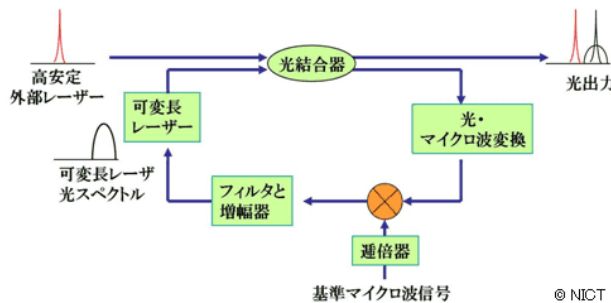 高安定
外部レーザー
光結合器
光出力
可変長
レーザー
光・
マイクロ波変換
可変長レーザ
光スペクトル
フィルタと
増幅器
逓倍器
基準マイクロ波信号
© NICT